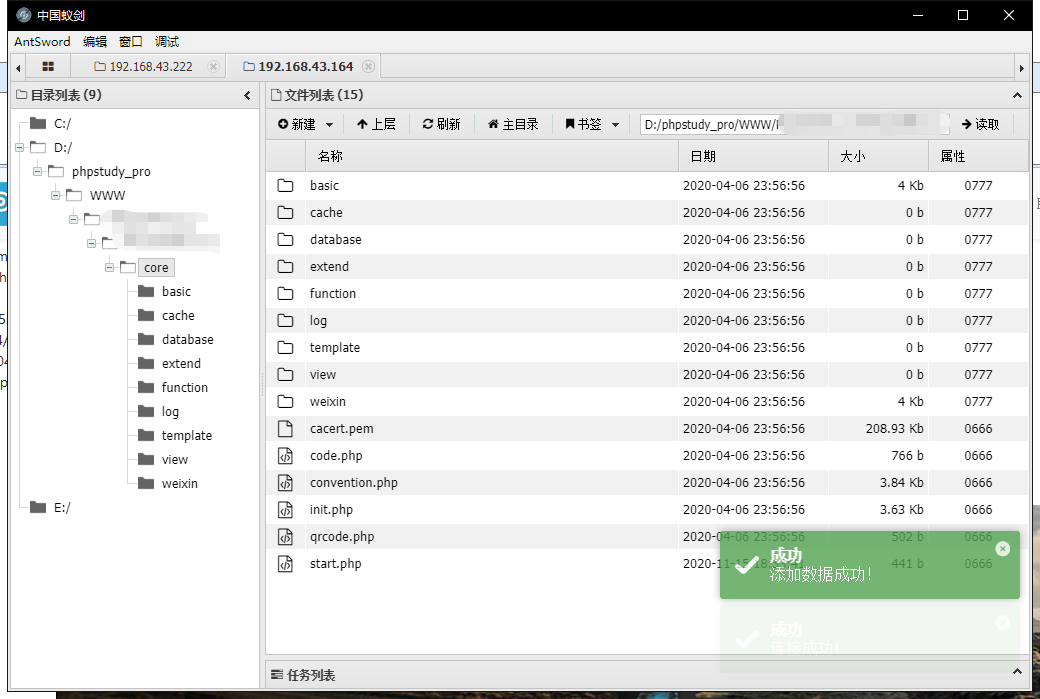 中国蚁剑
AntSword 编辑 窗口 调试
192.168.43.222 192.168.43.164
目录列表 (9)
C:/
D:/
phpstudy_pro
WWW
core
basic
cache
database
extend
function
log
template
view
weixin
E:/
文件列表 (15)
新建 上层 刷新 主目录 书签 D:/phpstudy_pro/WWW/ 读取
名称 日期 大小 属性
basic 2020-04-06 23:56:56 4 Kb 0777
cache 2020-04-06 23:56:56 0 b 0777
database 2020-04-06 23:56:56 0 b 0777
extend 2020-04-06 23:56:56 0 b 0777
function 2020-04-06 23:56:56 0 b 0777
log 2020-04-06 23:56:56 0 b 0777
template 2020-04-06 23:56:56 0 b 0777
view 2020-04-06 23:56:56 0 b 0777
weixin 2020-04-06 23:56:56 4 Kb 0777
cacert.pem 2020-04-06 23:56:56 208.93 Kb 0666
code.php 2020-04-06 23:56:56 766 b 0666
convention.php 2020-04-06 23:56:56 3.84 Kb 0666
init.php 2020-04-06 23:56:56 3.63 Kb 0666
qrcode.php 2020-04-06 23:56:56 502 b 0666
start.php 2020-11-15 441 b 0666
成功
添加数据成功！
成功
连接成功！
任务列表